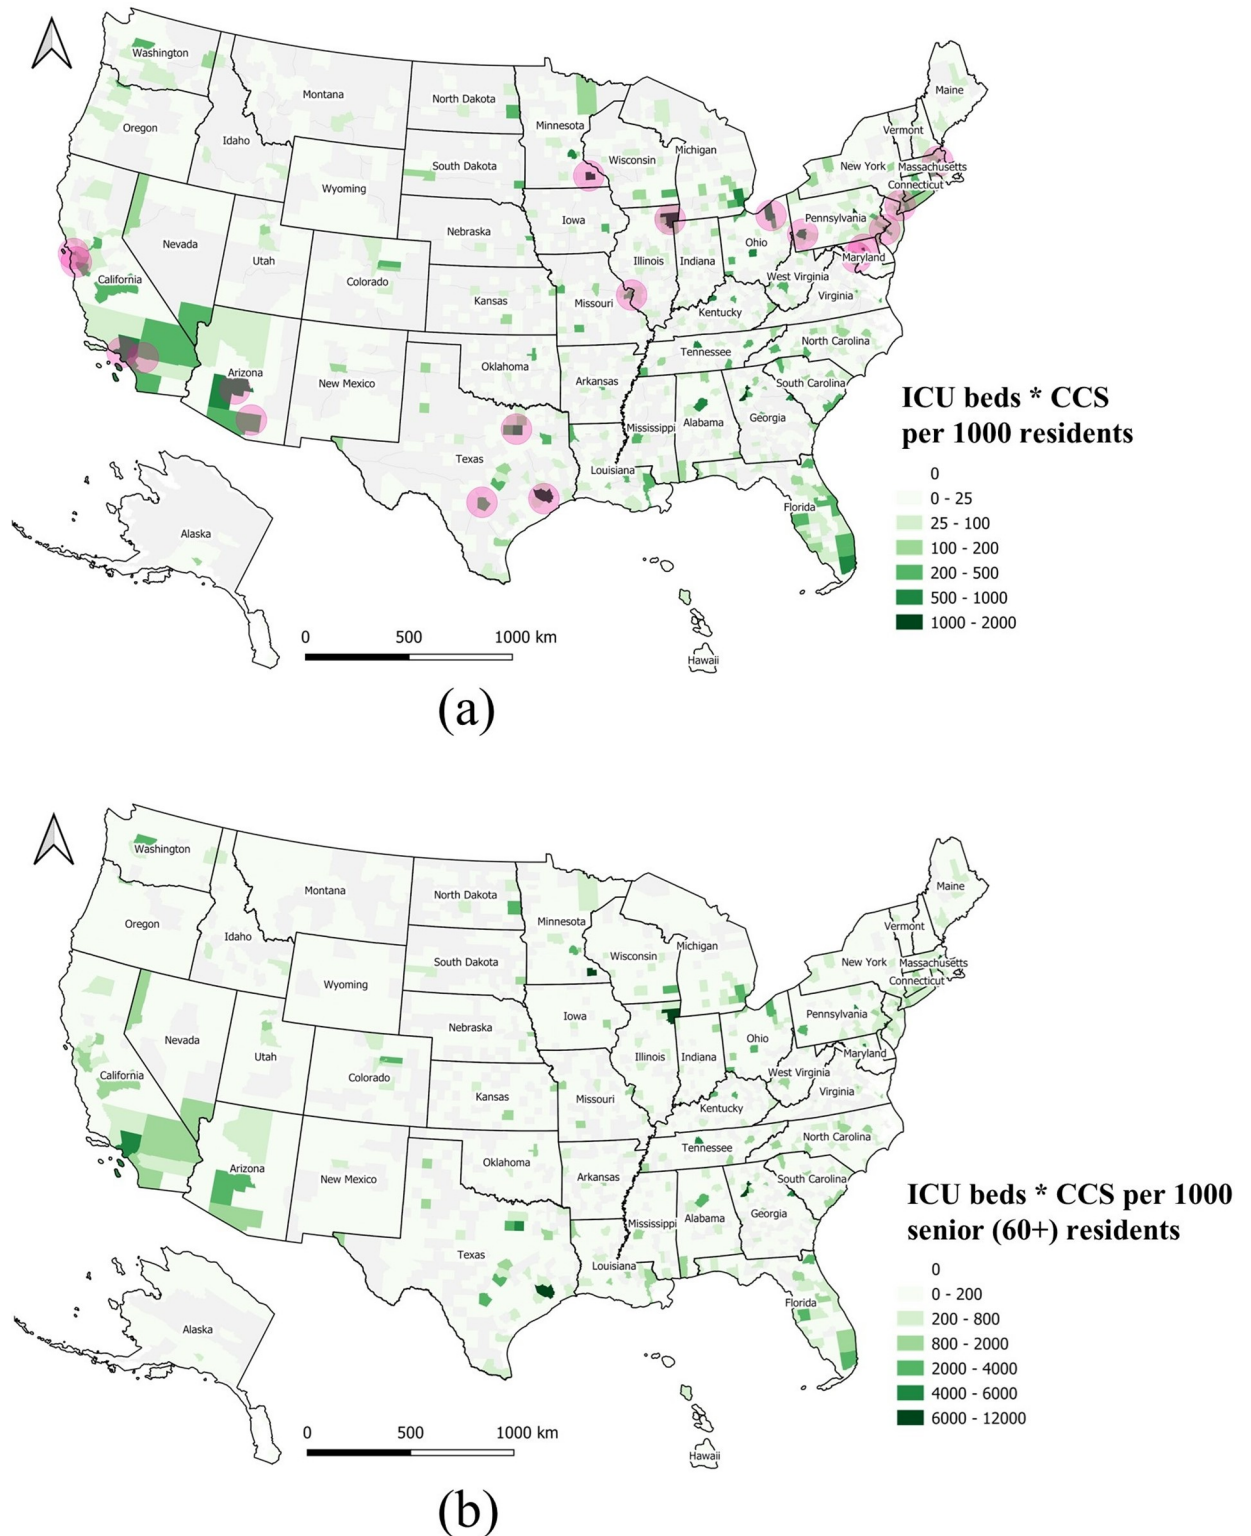 Washington
Montana
North Dakota
Minnesota
Maine
Oregon
Idaho
South Dakota
Wisconsin
Michigan
Vermont
New York
Massachusetts
Connecticut
Wyoming
Iowa
Pennsylvania
Nebraska
Nevada
Utah
Ohio
Illinois
Indiana
Maryland
California
Colorado
West Virginia
Virginia
Kansas
Missouri
Kentucky
Tennessee
North Carolina
Arizona
New Mexico
Oklahoma
Arkansas
South Carolina
Mississippi
Alabama
Georgia
Texas
Louisiana
Florida
Alaska
Hawaii
ICU beds * CCS
per 1000 residents
0
0 - 25
25 - 100
100 - 200
200 - 500
500 - 1000
1000 - 2000
0 500 1000 km
(a)
Washington
Montana
North Dakota
Minnesota
Maine
Oregon
Idaho
South Dakota
Wisconsin
Michigan
Vermont
New York
Massachusetts
Connecticut
Wyoming
Iowa
Pennsylvania
Nebraska
Nevada
Utah
Ohio
Illinois
Indiana
Maryland
California
Colorado
West Virginia
Virginia
Kansas
Missouri
Kentucky
Tennessee
North Carolina
Arizona
New Mexico
Oklahoma
Arkansas
South Carolina
Mississippi
Alabama
Georgia
Texas
Louisiana
Florida
Alaska
Hawaii
ICU beds * CCS per 1000
senior (60+) residents
0
0 - 200
200 - 800
800 - 2000
2000 - 4000
4000 - 6000
6000 - 12000
0 500 1000 km
(b)